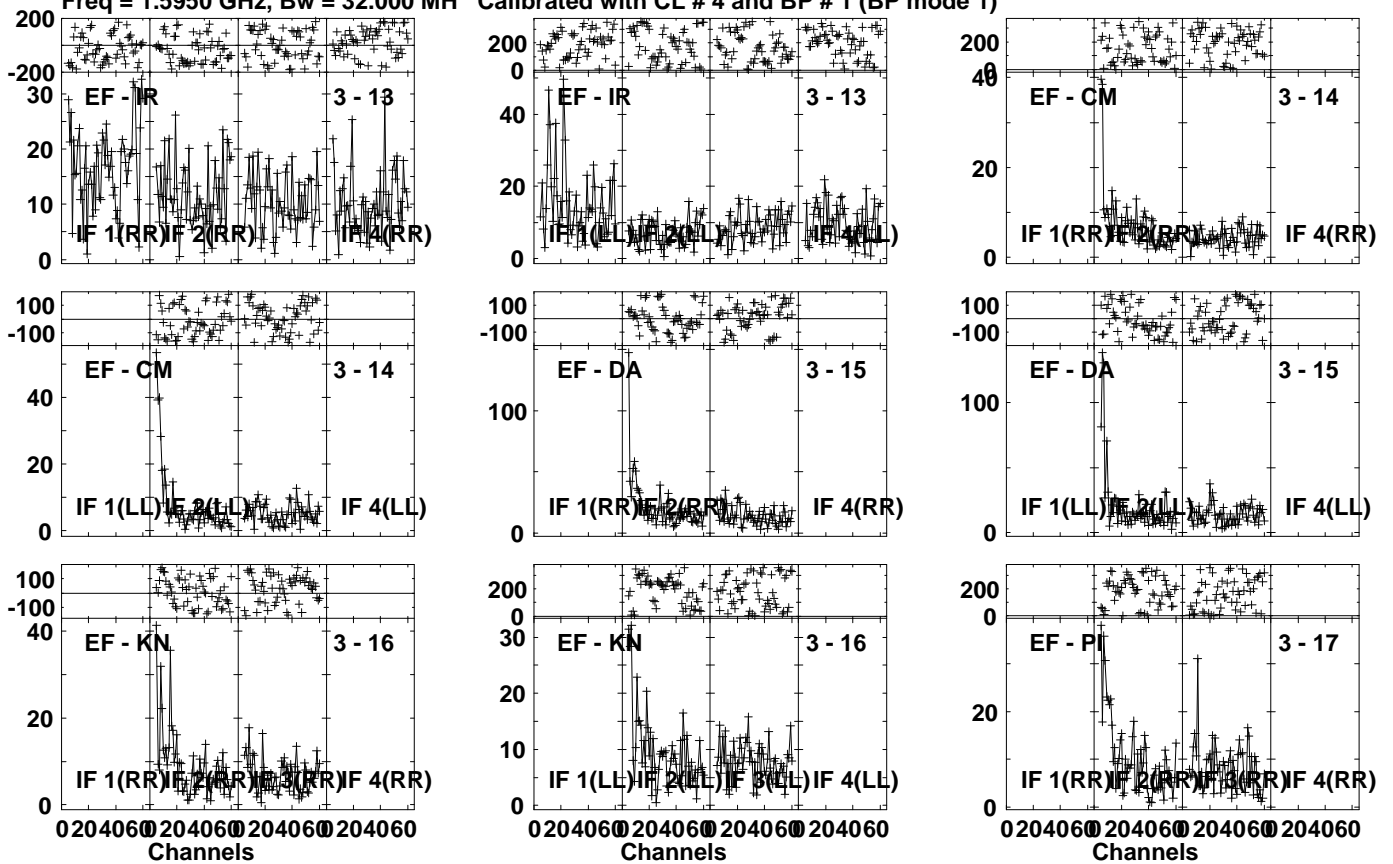 Freq = 1.5950 GHz, Bw = 32.000 MH Calibrated with CL # 4 and BP # 1 (BP mode 1)
200
-200
30
20
10
0
EF - IR
3 - 13
IF 1(RR)
IF 2(RR)
IF 4(RR)
200
0
40
20
0
EF - IR
3 - 13
IF 1(LL)
IF 2(LL)
IF 4(LL)
200
0
40
20
0
EF - CM
3 - 14
IF 1(RR)
IF 2(RR)
IF 4(RR)
100
-100
40
20
0
EF - CM
3 - 14
IF 1(LL)
IF 2(LL)
IF 4(LL)
100
-100
100
0
EF - DA
3 - 15
IF 1(RR)
IF 2(RR)
IF 4(RR)
100
-100
100
0
EF - DA
3 - 15
IF 1(LL)
IF 2(LL)
IF 4(LL)
100
-100
40
20
0
EF - KN
3 - 16
IF 1(RR)
IF 2(RR)
IF 3(RR)
IF 4(RR)
0 20 40 60 0 20 40 60 0 20 40 60 0 20 40 60
Channels
200
0
30
20
10
0
EF - KN
3 - 16
IF 1(LL)
IF 2(LL)
IF 3(LL)
IF 4(LL)
0 20 40 60 0 20 40 60 0 20 40 60 0 20 40 60
Channels
200
0
20
0
EF - PI
3 - 17
IF 1(RR)
IF 2(RR)
IF 3(RR)
IF 4(RR)
0 20 40 60 0 20 40 60 0 20 40 60 0 20 40 60
Channels